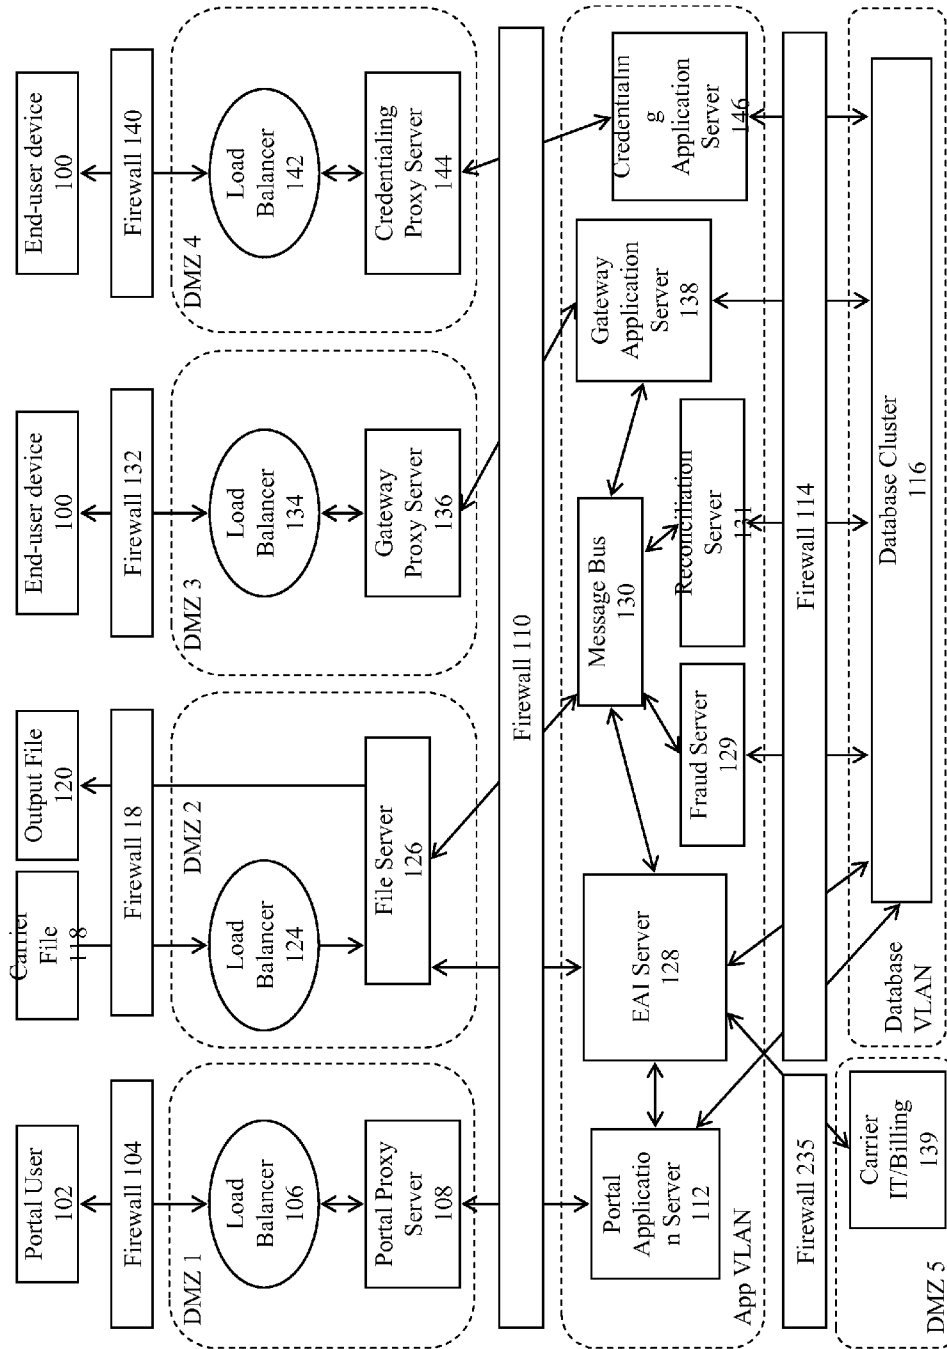 Portal User
102
Firewall 104
DMZ 1
Load
Balancer
106
Portal Proxy
Server
108
Carrier
File
118
Output File
120
Firewall 18
DMZ 2
Load
Balancer
124
File Server
126
End-user device
100
Firewall 132
DMZ 3
Load
Balancer
134
Gateway
Proxy Server
136
End-user device
100
Firewall 140
DMZ 4
Load
Balancer
142
Credentialing
Proxy Server
144
Firewall 110
App VLAN
Portal
Applicatio
n Server
112
EAI Server
128
Message Bus
130
Fraud Server
129
Reconciliation
Server
131
Gateway
Application
Server
138
Credentialin
g
Application
Server
146
Firewall 235
Firewall 114
DMZ 5
Carrier
IT/Billing
139
Database
VLAN
Database Cluster
116